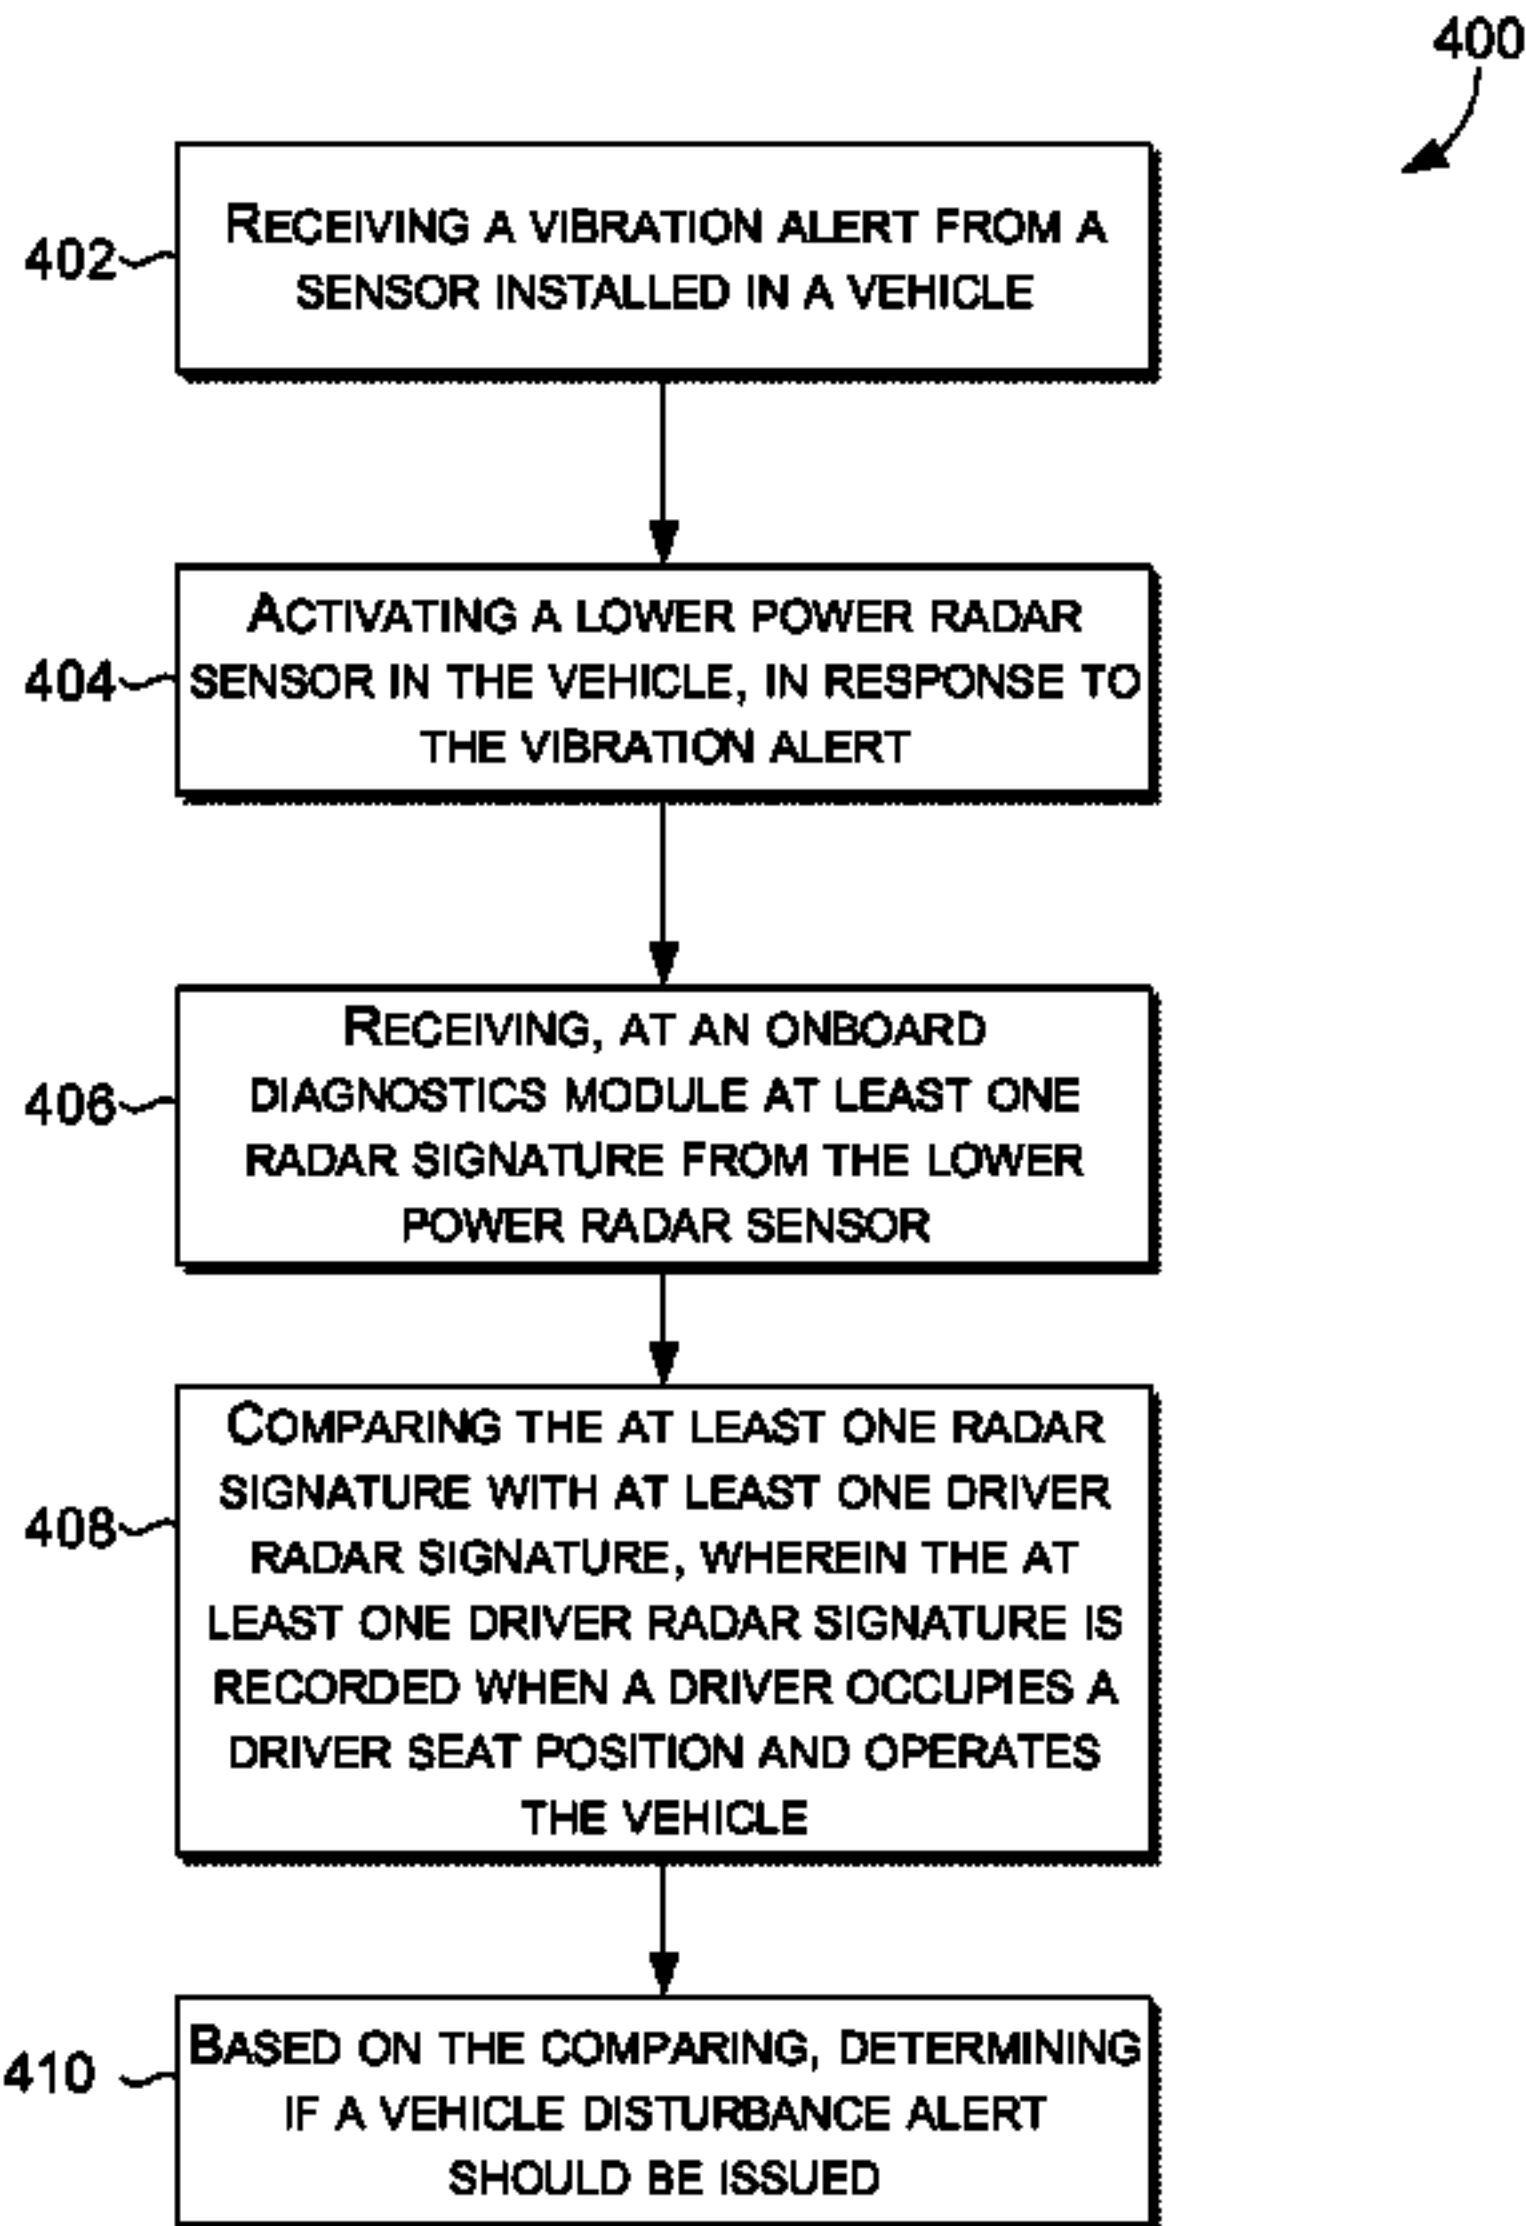 400
402
RECEIVING A VIBRATION ALERT FROM A
SENSOR INSTALLED IN A VEHICLE
404
ACTIVATING A LOWER POWER RADAR
SENSOR IN THE VEHICLE, IN RESPONSE TO
THE VIBRATION ALERT
406
RECEIVING, AT AN ONBOARD
DIAGNOSTICS MODULE AT LEAST ONE
RADAR SIGNATURE FROM THE LOWER
POWER RADAR SENSOR
408
COMPARING THE AT LEAST ONE RADAR
SIGNATURE WITH AT LEAST ONE DRIVER
RADAR SIGNATURE, WHEREIN THE AT
LEAST ONE DRIVER RADAR SIGNATURE IS
RECORDED WHEN A DRIVER OCCUPIES A
DRIVER SEAT POSITION AND OPERATES
THE VEHICLE
410
BASED ON THE COMPARING, DETERMINING
IF A VEHICLE DISTURBANCE ALERT
SHOULD BE ISSUED